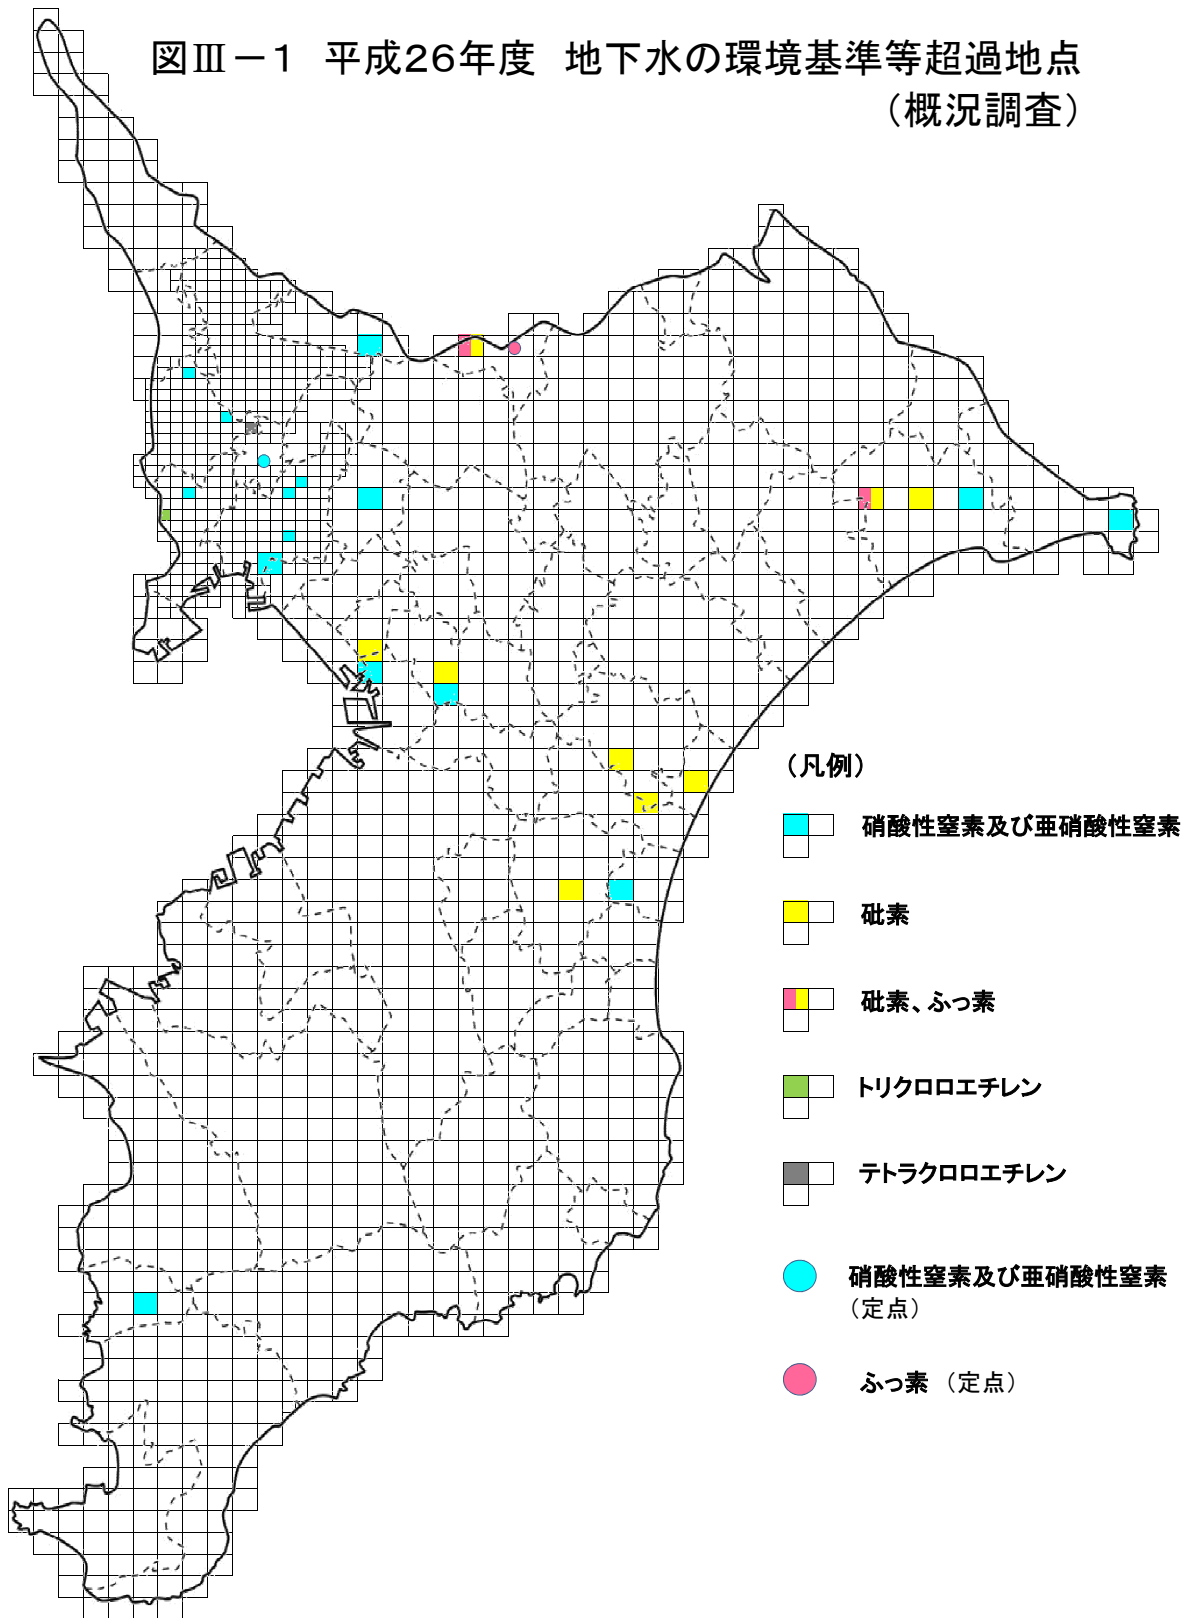 図Ⅲ－１ 平成26年度 地下水の環境基準等超過地点
（概況調査）
（凡例）
硝酸性窒素及び亜硝酸性窒素
砒素
砒素、ふっ素
トリクロロエチレン
テトラクロロエチレン
硝酸性窒素及び亜硝酸性窒素
（定点）
ふっ素 （定点）